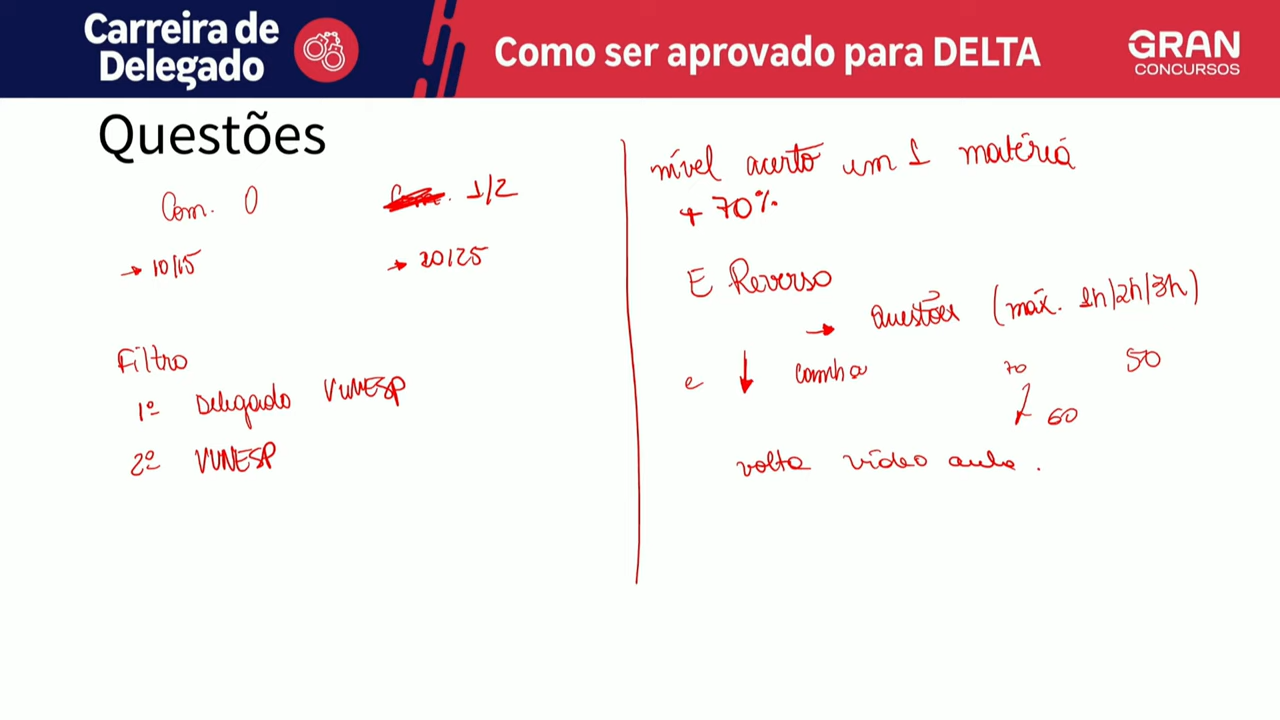 Carreira de
Delegado
Como ser aprovado para DELTA
GRAN
CONCURSOS
Questões
Com. 0
1/2
→ 10/15
→ 20/25
Filtro
1º Delegado VUNESP
2º VUNESP
nível acerto um 1 matéria
+ 70%
E Reverso
→ Questões (máx. 1h/2h/3h)
e ↓
70
50
60
volta vídeo aula.